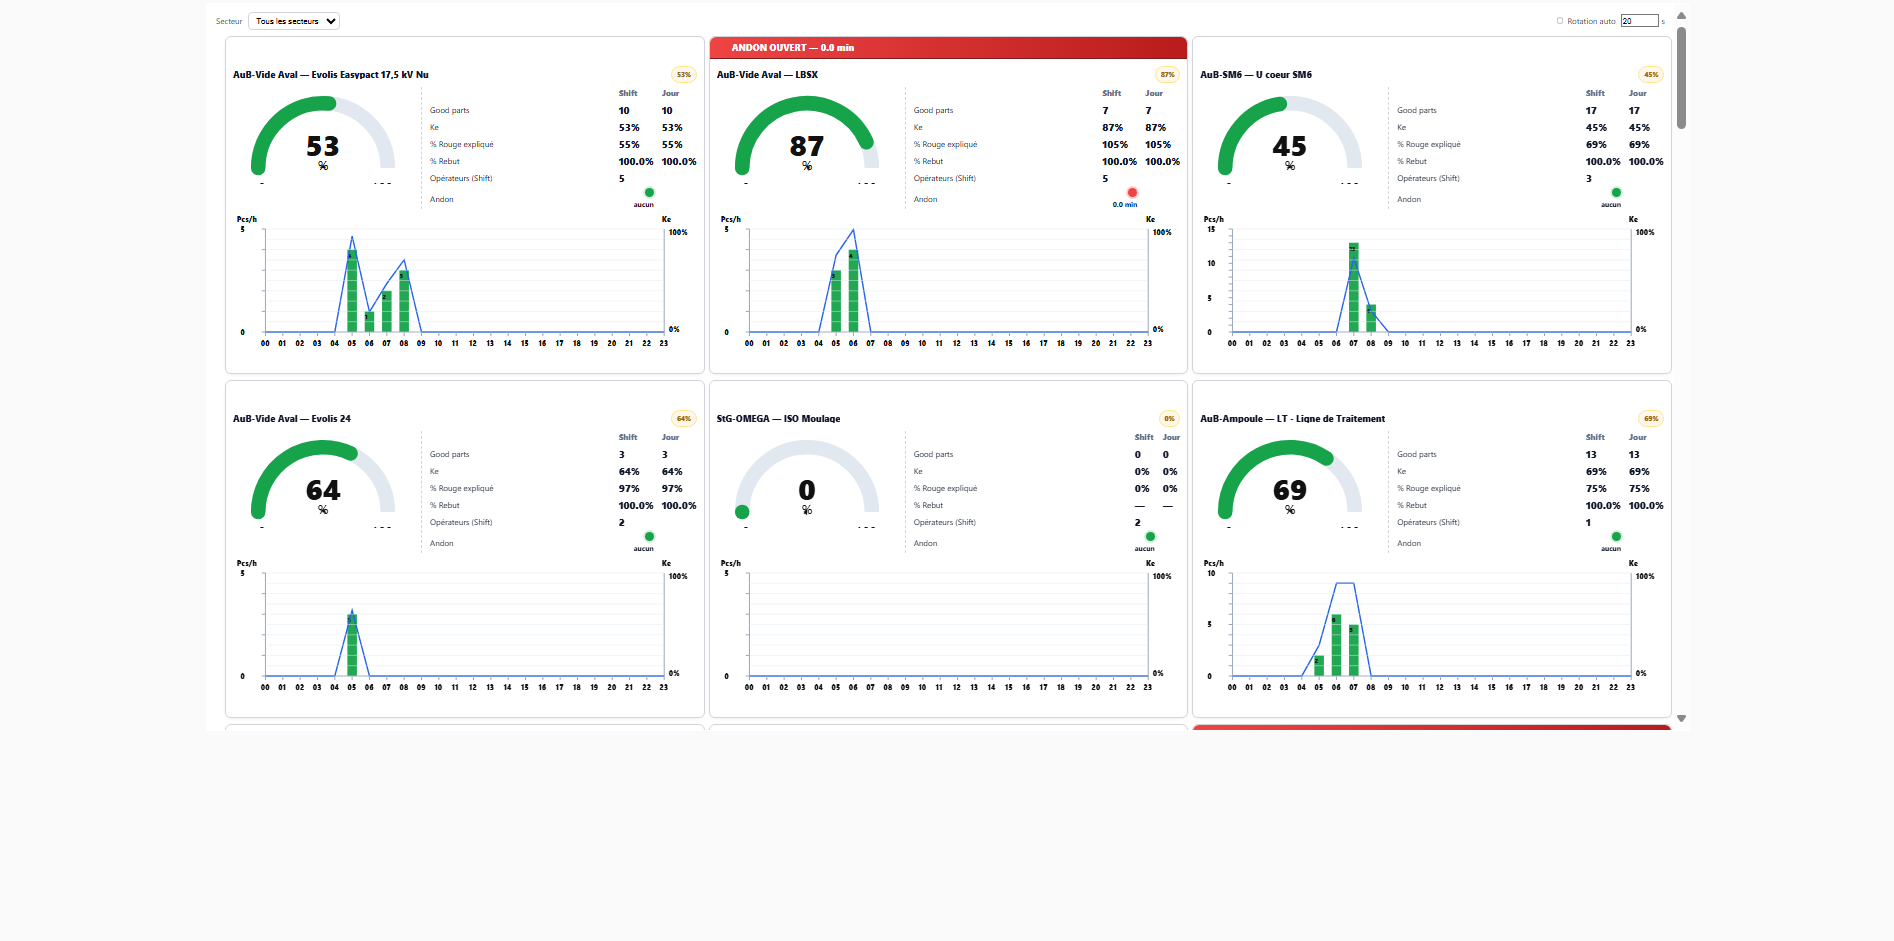 Secteur Tous les secteurs Rotation auto 20 s
AuB-Vide Aval — Evolis Easypact 17,5 kV Nu 53%
Shift Jour
Good parts 10 10
Ke 53% 53%
% Rouge expliqué 55% 55%
% Rebut 100.0% 100.0%
Opérateurs (Shift) 5
Andon aucun
53
%
Pcs/h Ke
5 100%
0 0%
00 01 02 03 04 05 06 07 08 09 10 11 12 13 14 15 16 17 18 19 20 21 22 23
ANDON OUVERT — 0.0 min
AuB-Vide Aval — LBSX 87%
Shift Jour
Good parts 7 7
Ke 87% 87%
% Rouge expliqué 105% 105%
% Rebut 100.0% 100.0%
Opérateurs (Shift) 5
Andon 0.0 min
87
%
Pcs/h Ke
5 100%
0 0%
00 01 02 03 04 05 06 07 08 09 10 11 12 13 14 15 16 17 18 19 20 21 22 23
AuB-SM6 — U coeur SM6 45%
Shift Jour
Good parts 17 17
Ke 45% 45%
% Rouge expliqué 69% 69%
% Rebut 100.0% 100.0%
Opérateurs (Shift) 3
Andon aucun
45
%
Pcs/h Ke
15 100%
10
5
0 0%
00 01 02 03 04 05 06 07 08 09 10 11 12 13 14 15 16 17 18 19 20 21 22 23
AuB-Vide Aval — Evolis 24 64%
Shift Jour
Good parts 3 3
Ke 64% 64%
% Rouge expliqué 97% 97%
% Rebut 100.0% 100.0%
Opérateurs (Shift) 2
Andon aucun
64
%
Pcs/h Ke
5 100%
0 0%
00 01 02 03 04 05 06 07 08 09 10 11 12 13 14 15 16 17 18 19 20 21 22 23
StG-OMEGA — ISO Moulage 0%
Shift Jour
Good parts 0 0
Ke 0% 0%
% Rouge expliqué 0% 0%
% Rebut — —
Opérateurs (Shift) 2
Andon aucun
0
%
Pcs/h Ke
5 100%
0 0%
00 01 02 03 04 05 06 07 08 09 10 11 12 13 14 15 16 17 18 19 20 21 22 23
AuB-Ampoule — LT - Ligne de Traitement 69%
Shift Jour
Good parts 13 13
Ke 69% 69%
% Rouge expliqué 75% 75%
% Rebut 100.0% 100.0%
Opérateurs (Shift) 1
Andon aucun
69
%
Pcs/h Ke
10 100%
5
0 0%
00 01 02 03 04 05 06 07 08 09 10 11 12 13 14 15 16 17 18 19 20 21 22 23